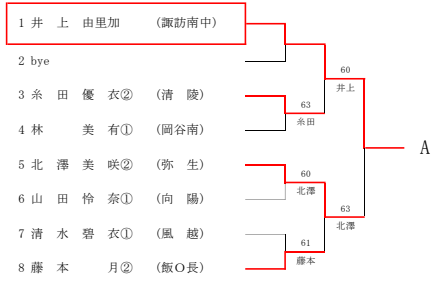 1 井 上 由里加 (諏訪南中)
2 bye
3 糸 田 優 衣② (清 陵)
4 林 美 有① (岡谷南)
5 北 澤 美 咲② (弥 生)
6 山 田 怜 奈① (向 陽)
7 清 水 碧 衣① (風 越)
8 藤 本 月② (飯O長)
60
井上
63
糸田
60
北澤
63
北澤
61
藤本
A